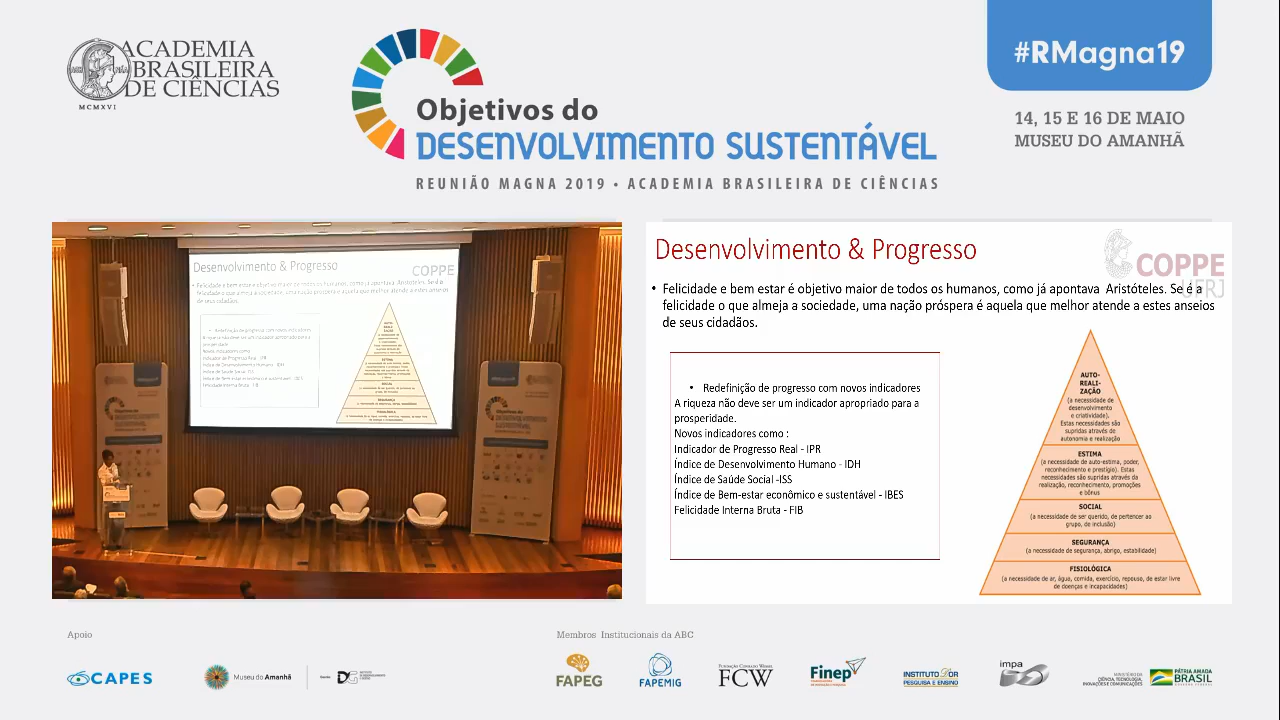 ACADEMIA
BRASILEIRA
DE CIÊNCIAS
MCMXVI
Objetivos do
DESENVOLVIMENTO SUSTENTÁVEL
REUNIÃO MAGNA 2019 • ACADEMIA BRASILEIRA DE CIÊNCIAS
#RMagna19
14, 15 E 16 DE MAIO
MUSEU DO AMANHÃ
Desenvolvimento & Progresso
COPPE
Desenvolvimento & Progresso
COPPE
UFRJ
• Felicidade e bem estar é objetivo maior de todos os humanos, como já apontava Aristóteles. Se é a
felicidade o que almeja a sociedade, uma nação próspera é aquela que melhor atende a estes anseios
de seus cidadãos.
• Redefinição de progresso com novos indicadores
A riqueza não deve ser um indicador apropriado para a
prosperidade.
Novos indicadores como :
Indicador de Progresso Real - IPR
Índice de Desenvolvimento Humano - IDH
Índice de Saúde Social - ISS
Índice de Bem-estar econômico e sustentável - IBES
Felicidade Interna Bruta - FIB
AUTO-
REALI-
ZAÇÃO
(a necessidade de
desenvolvimento
e criatividade).
Estas necessidades são
supridas através de
autonomia e realização
ESTIMA
(a necessidade de auto-estima, poder,
reconhecimento e prestígio). Estas
necessidades são supridas através da
realização, reconhecimento, promoções
e bônus
SOCIAL
(a necessidade de ser querido, de pertencer ao
grupo, de inclusão)
SEGURANÇA
(a necessidade de segurança, abrigo, estabilidade)
FISIOLÓGICA
(a necessidade de ar, água, comida, exercício, repouso, de estar livre
de doenças e incapacidades)
Apoio
Membros Institucionais da ABC
CAPES
Museu do Amanhã
FAPEG
FAPEMIG
FUNDAÇÃO CONRADO WESSEL
FCW
Finep
INSTITUTO D'OR
PESQUISA E ENSINO
impa
MINISTÉRIO DA
CIÊNCIA, TECNOLOGIA,
INOVAÇÕES E COMUNICAÇÕES
PÁTRIA AMADA
BRASIL